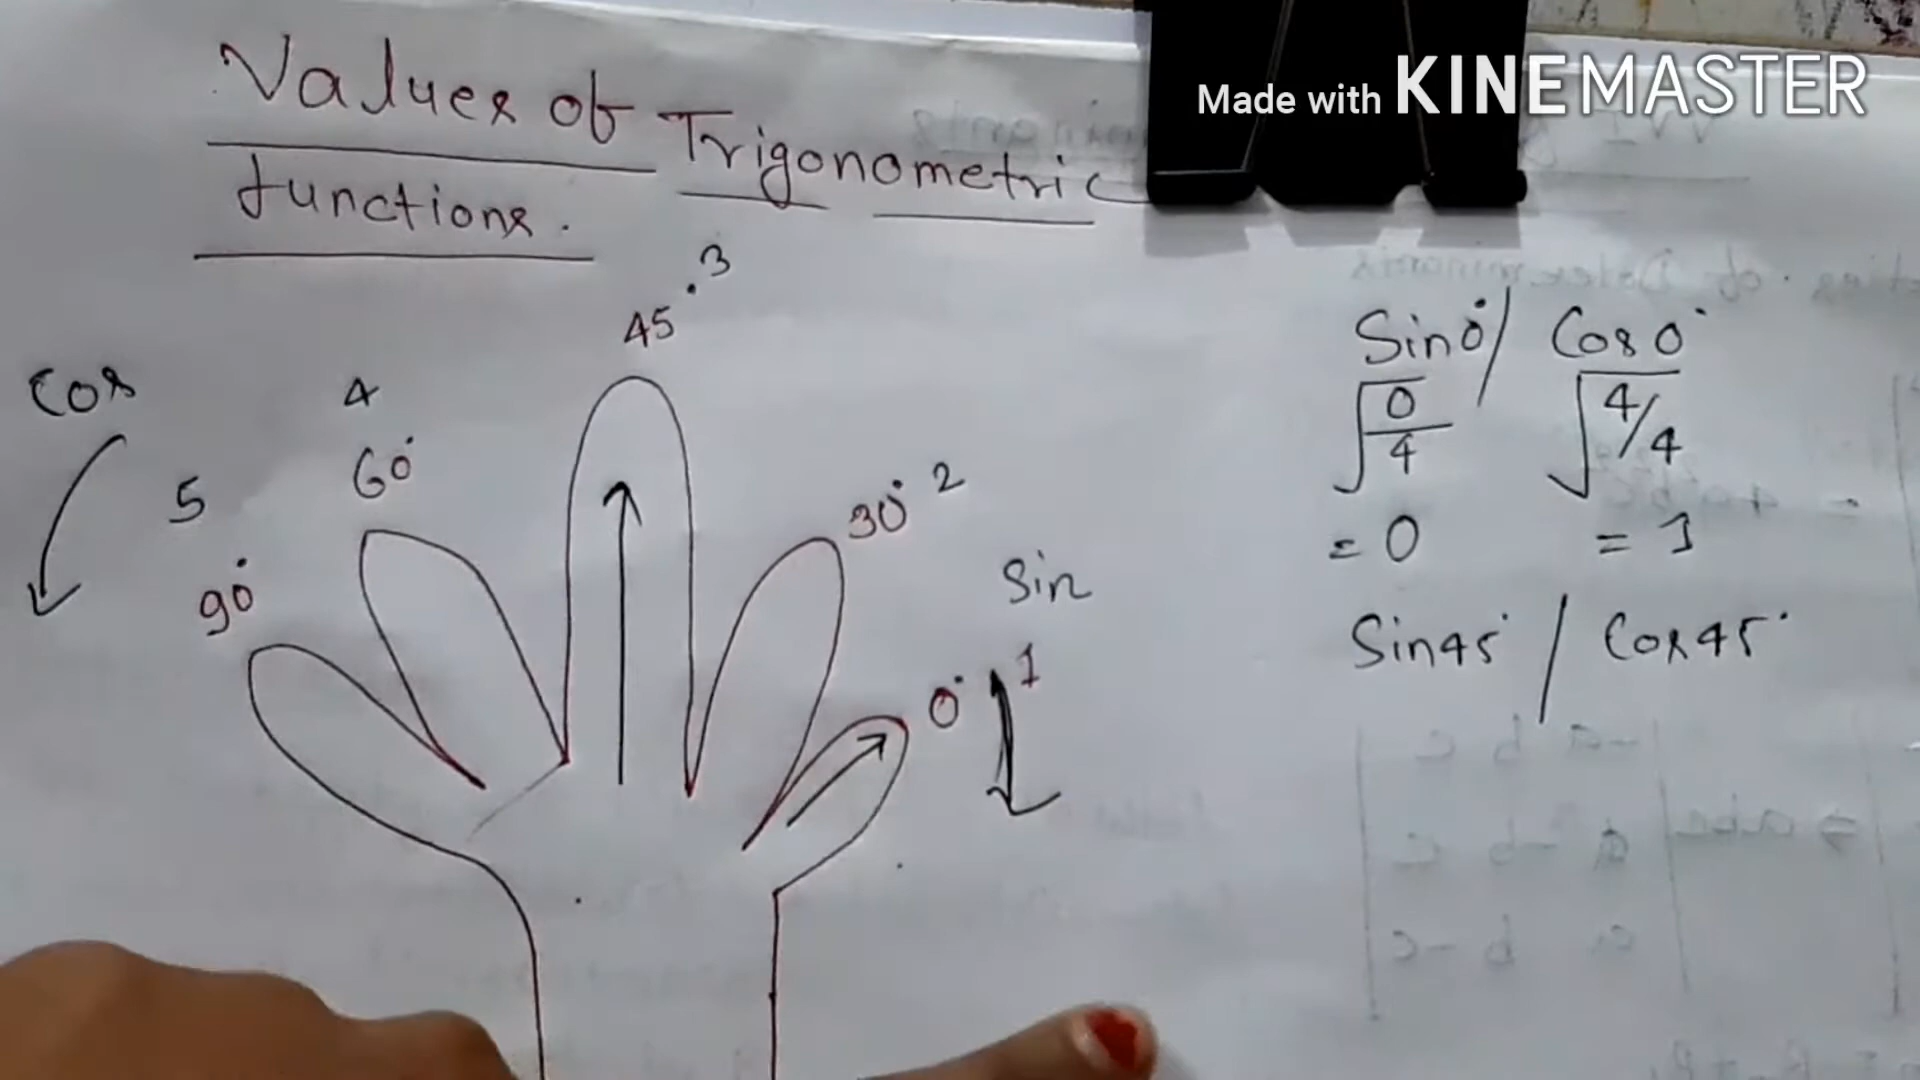 Made with KINEMASTER
Values of Trigonometric
functions.
45° 3
Cos
4
60°
5
90°
30° 2
Sin
1
0°
Sin0° / Cos0°
√0/4 √4/4
= 0 = 1
Sin45° / Cos45°